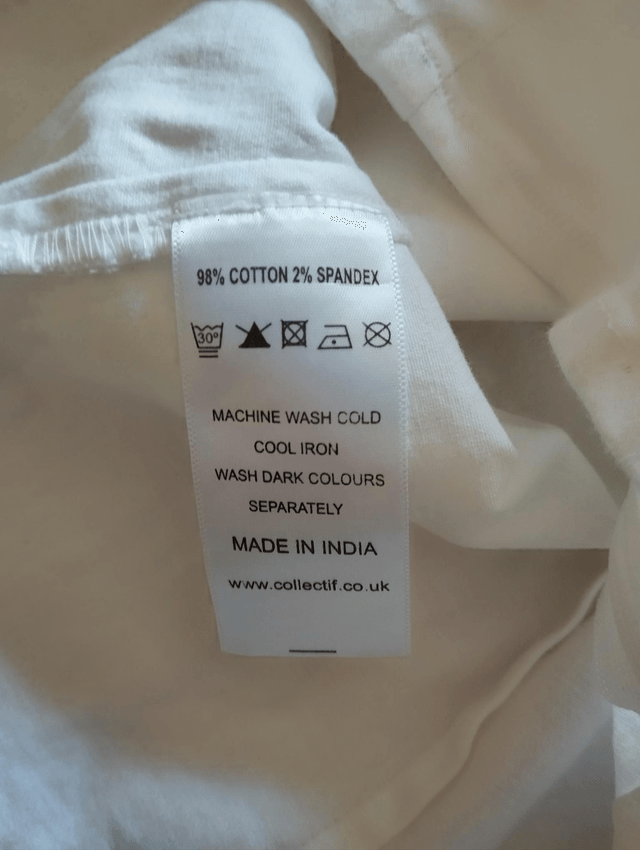 98% COTTON 2% SPANDEX
30°
MACHINE WASH COLD
COOL IRON
WASH DARK COLOURS
SEPARATELY
MADE IN INDIA
www.collectif.co.uk